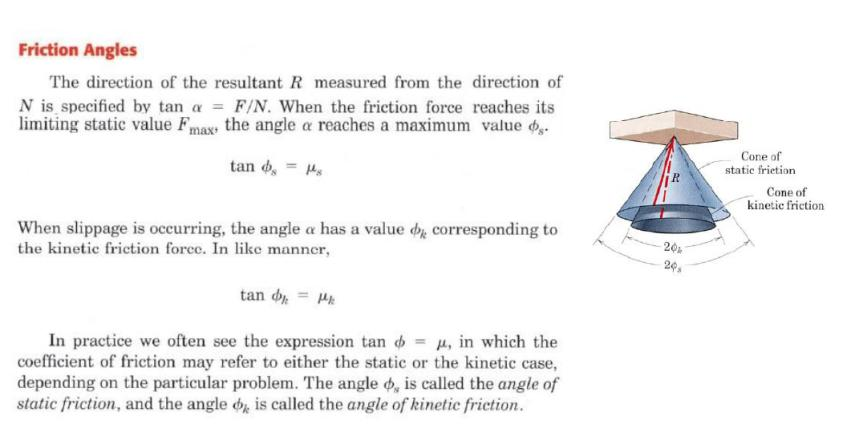 Friction Angles
The direction of the resultant R measured from the direction of
N is specified by tan α = F/N. When the friction force reaches its
limiting static value Fmax, the angle α reaches a maximum value ϕs.
tan ϕs = μs
When slippage is occurring, the angle α has a value ϕk corresponding to
the kinetic friction force. In like manner,
tan ϕk = μk
In practice we often see the expression tan ϕ = μ, in which the
coefficient of friction may refer to either the static or the kinetic case,
depending on the particular problem. The angle ϕs is called the angle of
static friction, and the angle ϕk is called the angle of kinetic friction.
Cone of
static friction
R
Cone of
kinetic friction
2ϕk
2ϕs